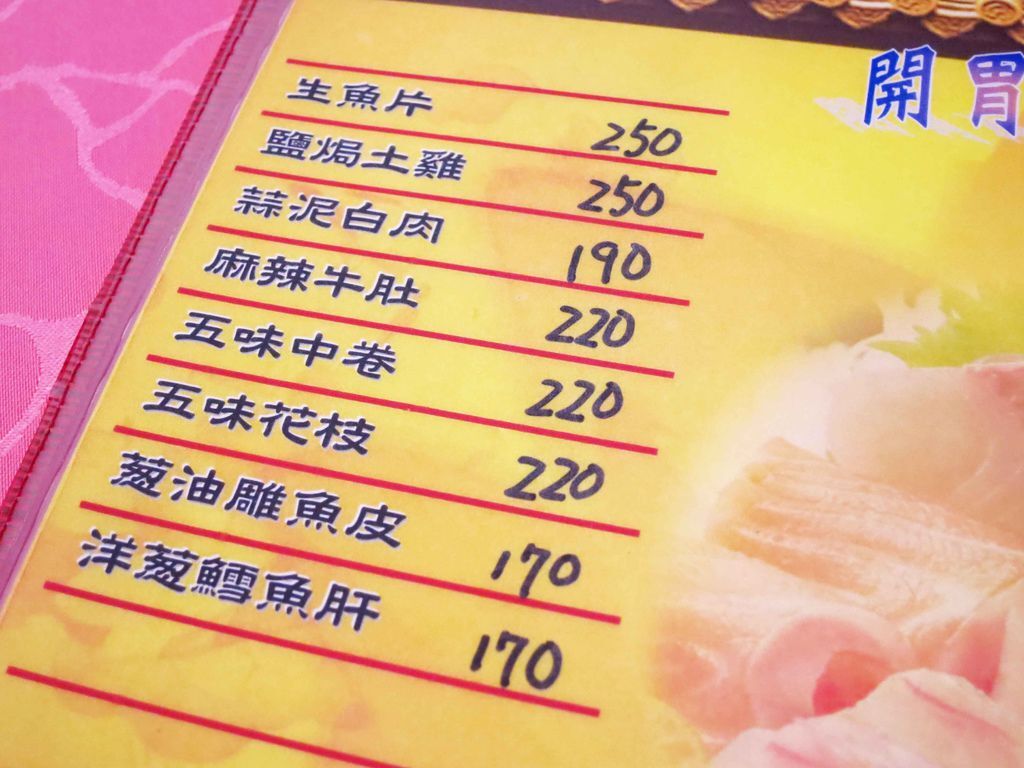 開胃
生魚片 250
鹽焗土雞 250
蒜泥白肉 190
麻辣牛肚 220
五味中卷 220
五味花枝 220
葱油雕魚皮 170
洋葱鱈魚肝 170